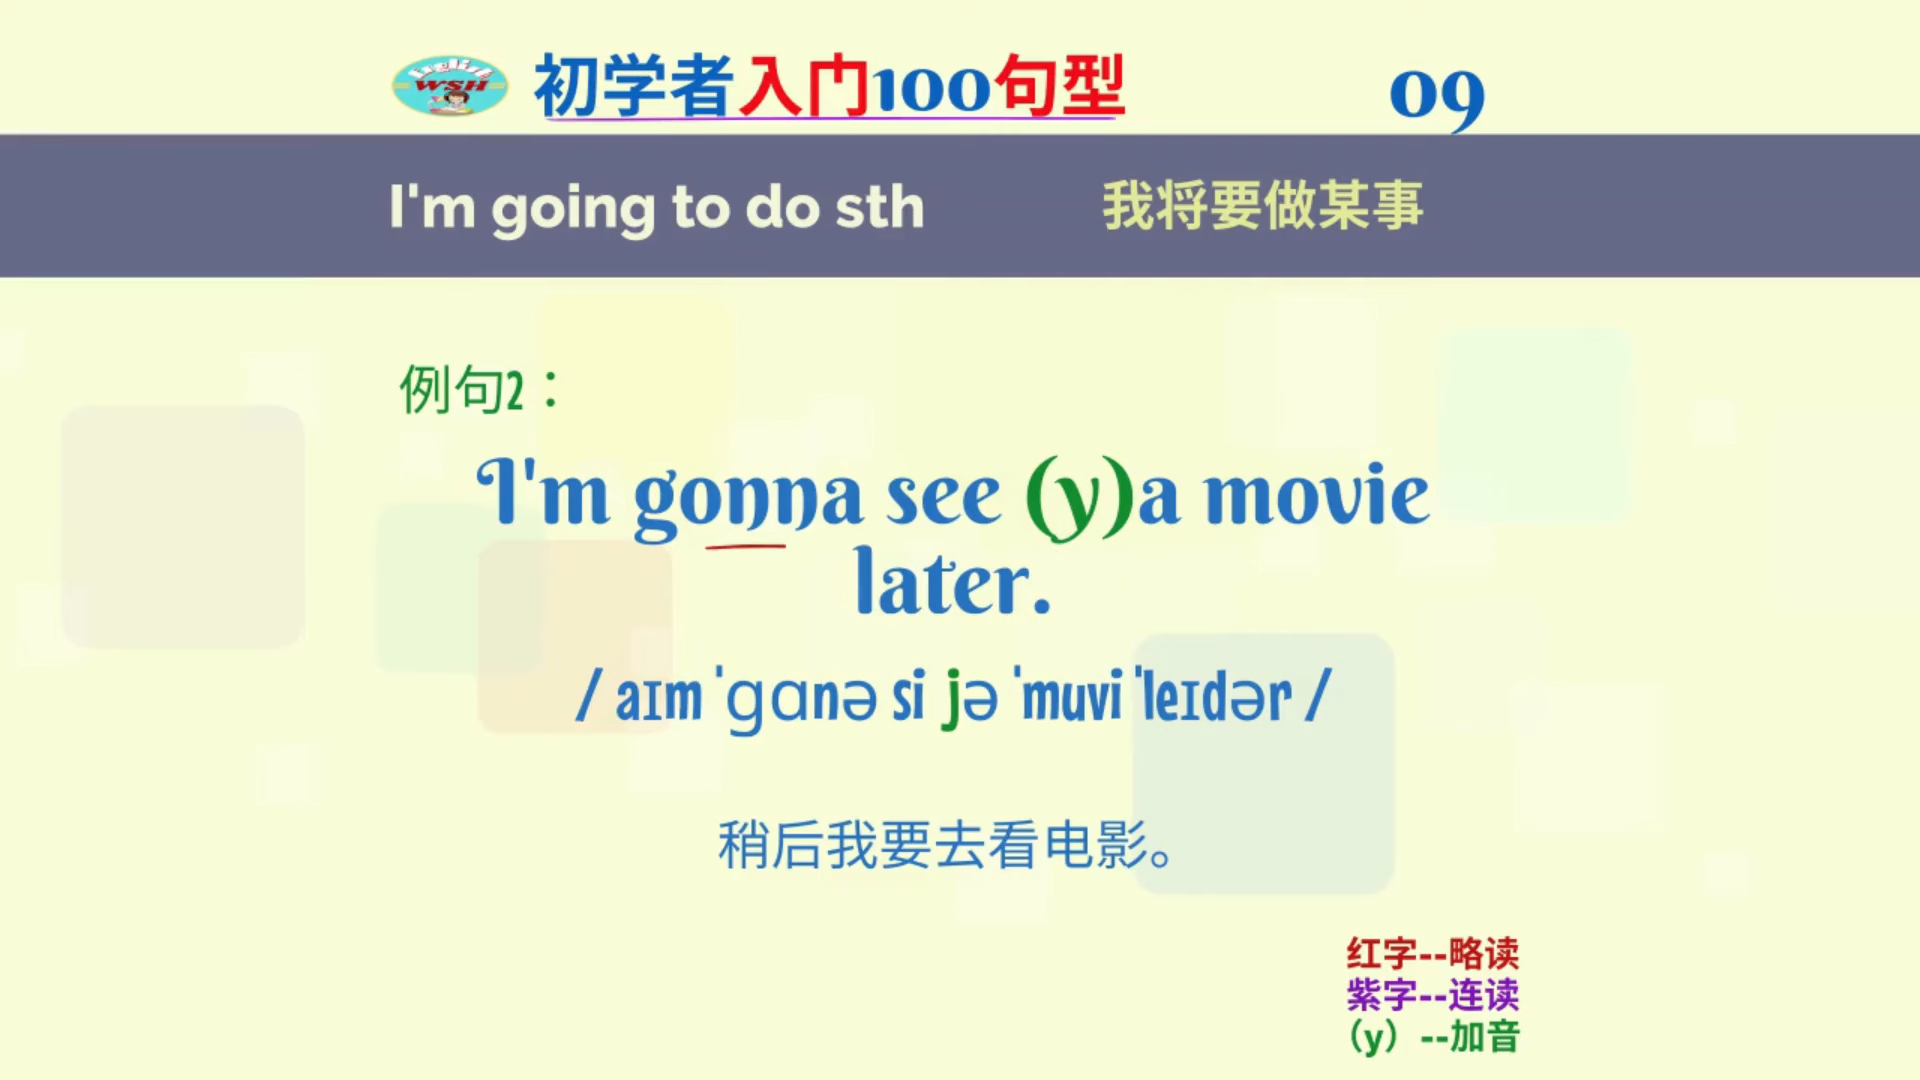 WSH
初学者入门100句型
09
I'm going to do sth
我将要做某事
例句2：
I'm gonna see (y)a movie
later.
/ aɪm ˈɡɑnə si jə ˈmuvi ˈleɪdər /
稍后我要去看电影。
红字--略读
紫字--连读
（y）--加音